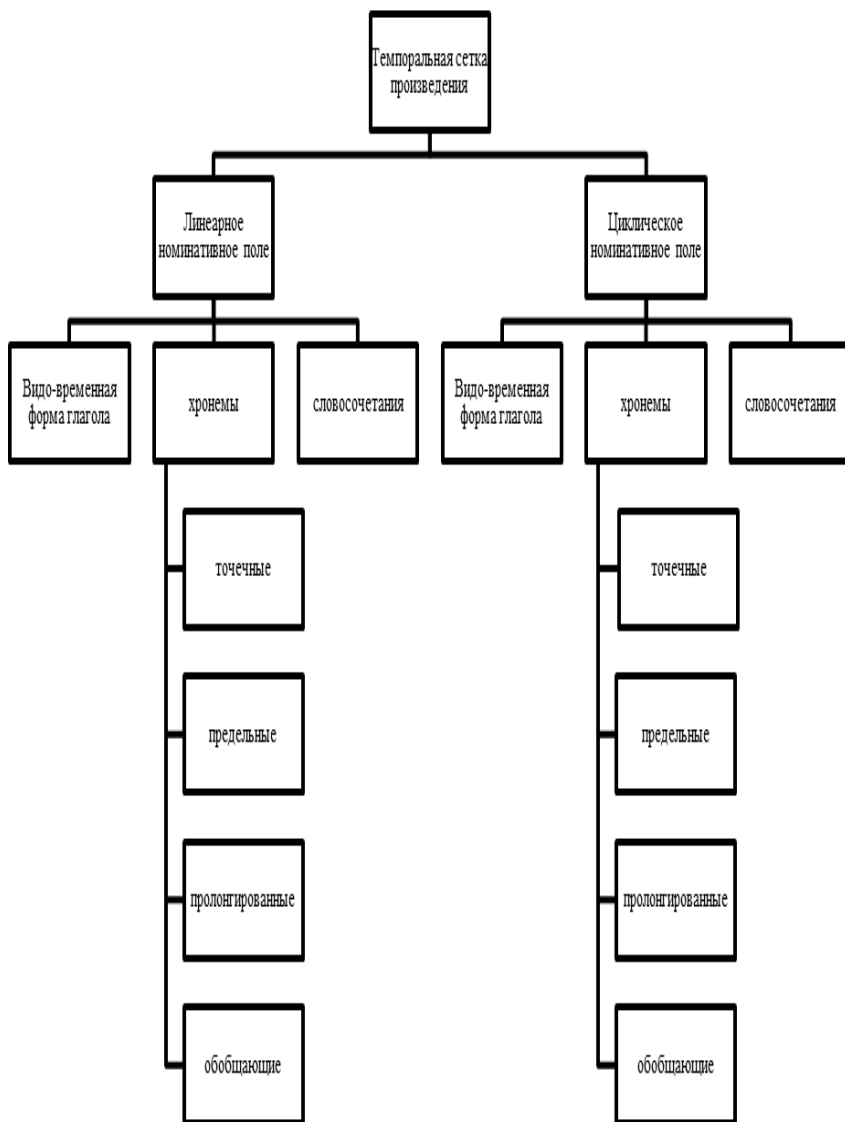 Темпоральная сетка
произведения
Линеарное
номинативное поле
Циклическое
номинативное поле
Видо-временная
форма глагола
хронемы
словосочетания
Видо-временная
форма глагола
хронемы
словосочетания
точечные
точечные
предельные
предельные
пролонгированные
пролонгированные
обобщающие
обобщающие